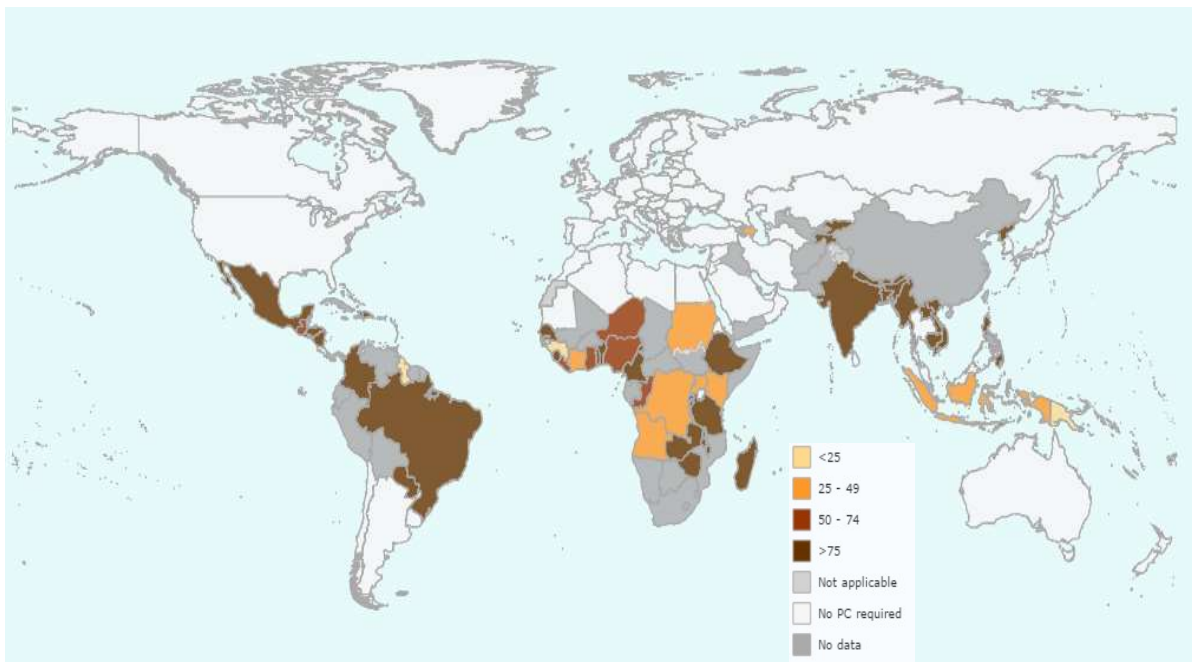 <25
25 - 49
50 - 74
>75
Not applicable
No PC required
No data